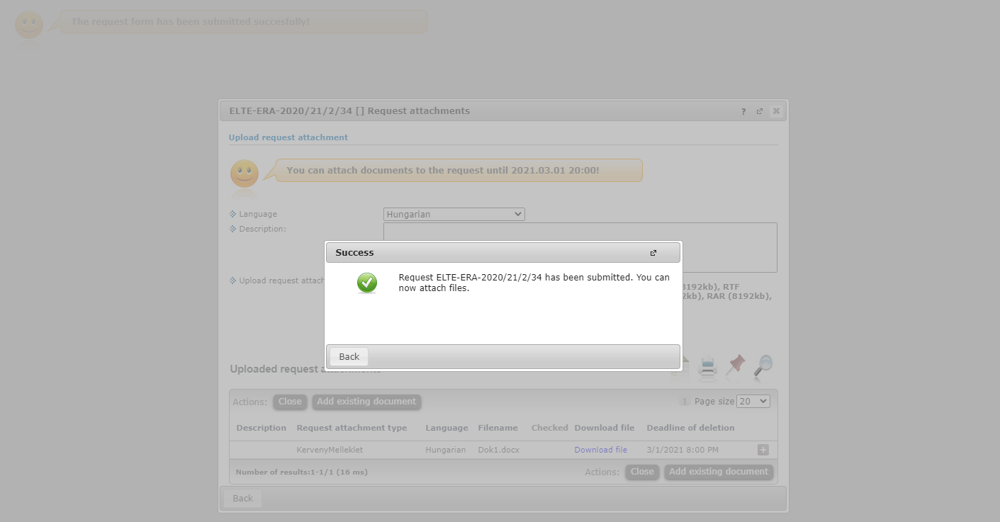 The request form has been submitted succesfully!
ELTE-ERA-2020/21/2/34 [] Request attachments
?
Upload request attachment
You can attach documents to the request until 2021.03.01 20:00!
Language
Hungarian
Description:
Success
Request ELTE-ERA-2020/21/2/34 has been submitted. You can
now attach files.
Upload request attach
8192kb), RTF
2kb), RAR (8192kb),
Back
Uploaded request attachments
Actions: Close Add existing document
1 Page size 20
Description Request attachment type Language Filename Checked Download file Deadline of deletion
KervenyMelleklet Hungarian Dok1.docx Download file 3/1/2021 8:00 PM
Number of results:1-1/1 (16 ms)
Actions: Close Add existing document
Back